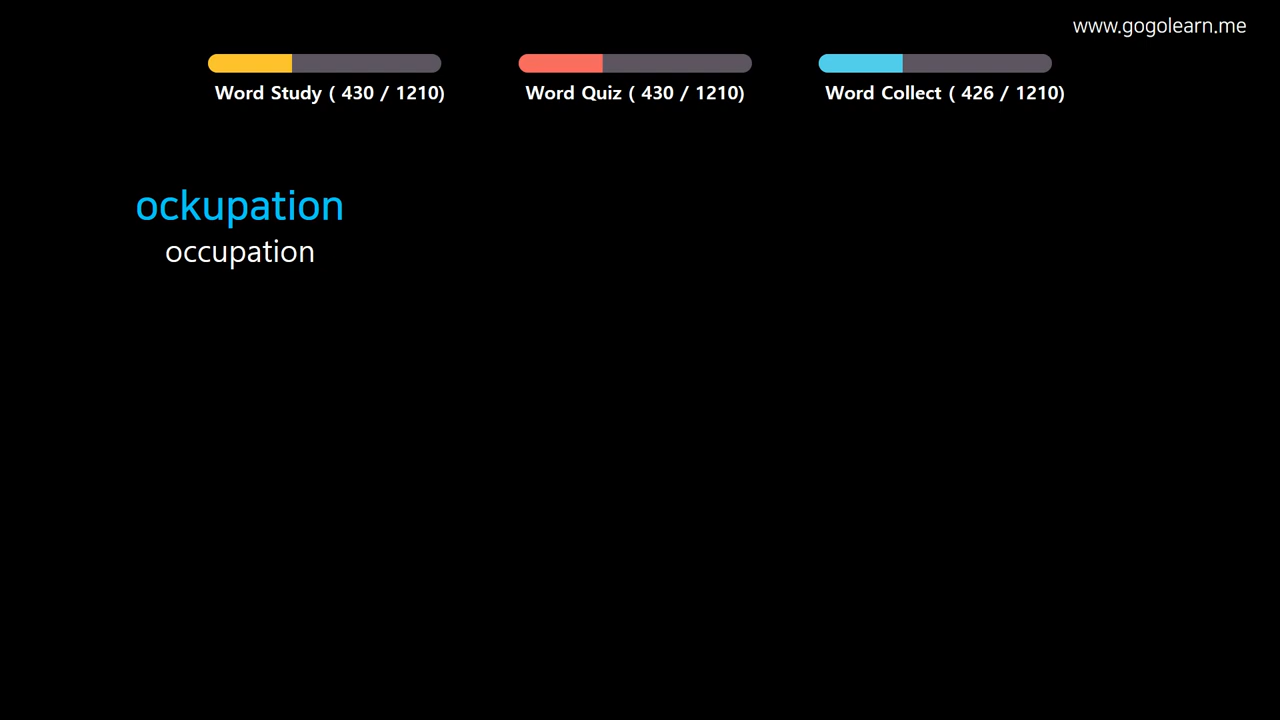 www.gogolearn.me
Word Study ( 430 / 1210)
Word Quiz ( 430 / 1210)
Word Collect ( 426 / 1210)
ockupation
occupation